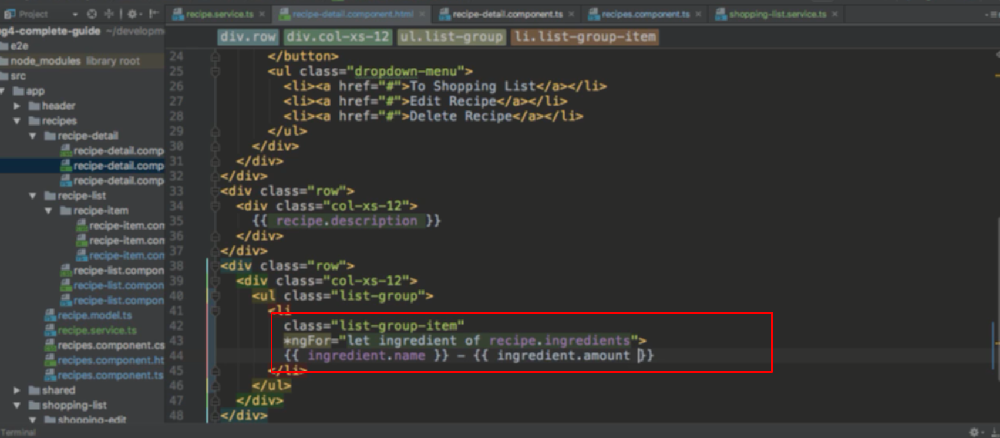 Project
recipe.service.ts
recipe-detail.component.html
recipe-detail.component.ts
recipes.component.ts
shopping-list.service.ts
g4-complete-guide ~/developm
e2e
node_modules library root
src
app
header
recipes
recipe-detail
recipe-detail.comp
recipe-detail.comp
recipe-detail.comp
recipe-list
recipe-item
recipe-item.con
recipe-item.con
recipe-item.con
recipe-list.compon
recipe-list.compon
recipe-list.compon
recipe.model.ts
recipe.service.ts
recipes.component.cs
recipes.component.ht
recipes.component.ts
shared
shopping-list
shopping-edit
Terminal
div.row div.col-xs-12 ul.list-group li.list-group-item
24 </button>
25 <ul class="dropdown-menu">
26 <li><a href="#">To Shopping List</a></li>
27 <li><a href="#">Edit Recipe</a></li>
28 <li><a href="#">Delete Recipe</a></li>
29 </ul>
30 </div>
31 </div>
32 </div>
33 <div class="row">
34 <div class="col-xs-12">
35 {{ recipe.description }}
36 </div>
37 </div>
38 <div class="row">
39 <div class="col-xs-12">
40 <ul class="list-group">
41 <li
42 class="list-group-item"
43 *ngFor="let ingredient of recipe.ingredients">
44 {{ ingredient.name }} - {{ ingredient.amount }}
45 </li>
46 </ul>
47 </div>
48 </div>